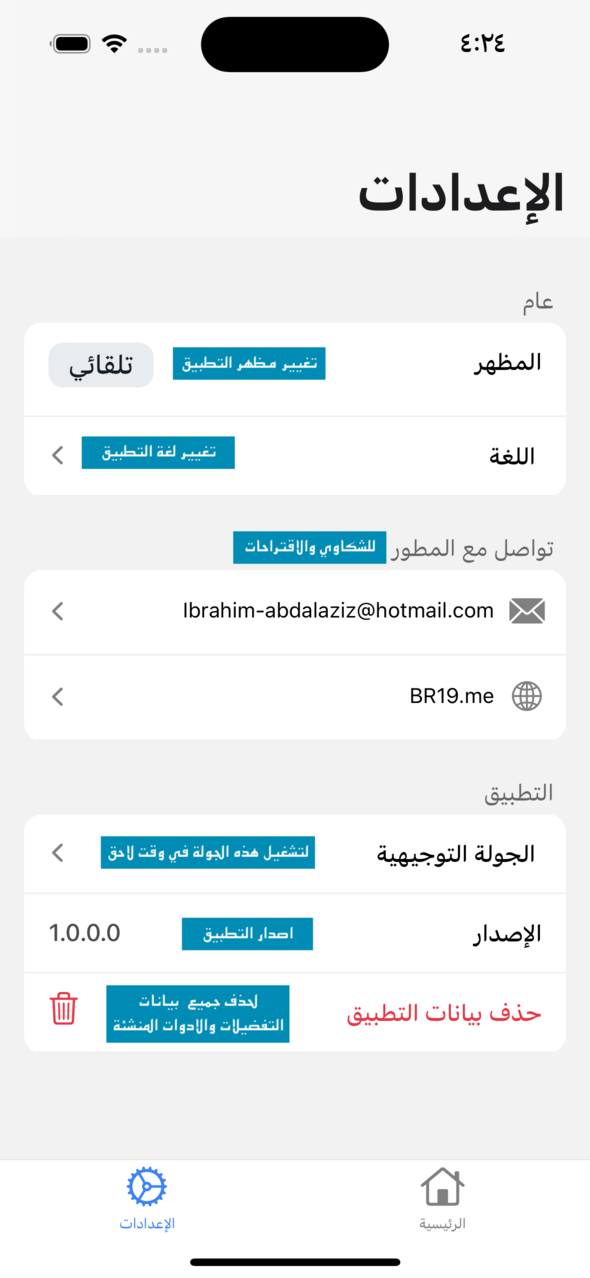 ٤:٢٤
الإعدادات
عام
المظهر تغيير مظهر التطبيق تلقائي
اللغة تغيير لغة التطبيق
تواصل مع المطور للشكاوي والاقتراحات
Ibrahim-abdalaziz@hotmail.com
BR19.me
التطبيق
الجولة التوجيهية لتشغيل هذه الجولة في وقت لاحق
الإصدار اصدار التطبيق 1.0.0.0
حذف بيانات التطبيق لحذف جميع بيانات
التفضيلات والادوات المنشئة
الرئيسية الإعدادات